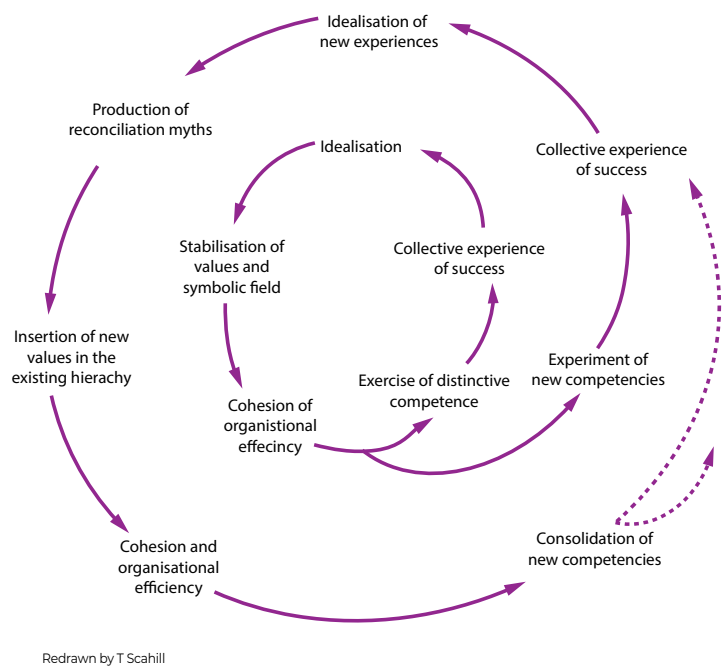 Idealisation of
new experiences
Production of
reconciliation myths
Idealisation
Collective experience
of success
Stabilisation of
values and
symbolic field
Collective experience
of success
Insertion of new
values in the
existing hierachy
Experiment of
new competencies
Exercise of distinctive
competence
Cohesion of
organistional
effecincy
Consolidation of
new competencies
Cohesion and
organisational
efficiency
Redrawn by T Scahill